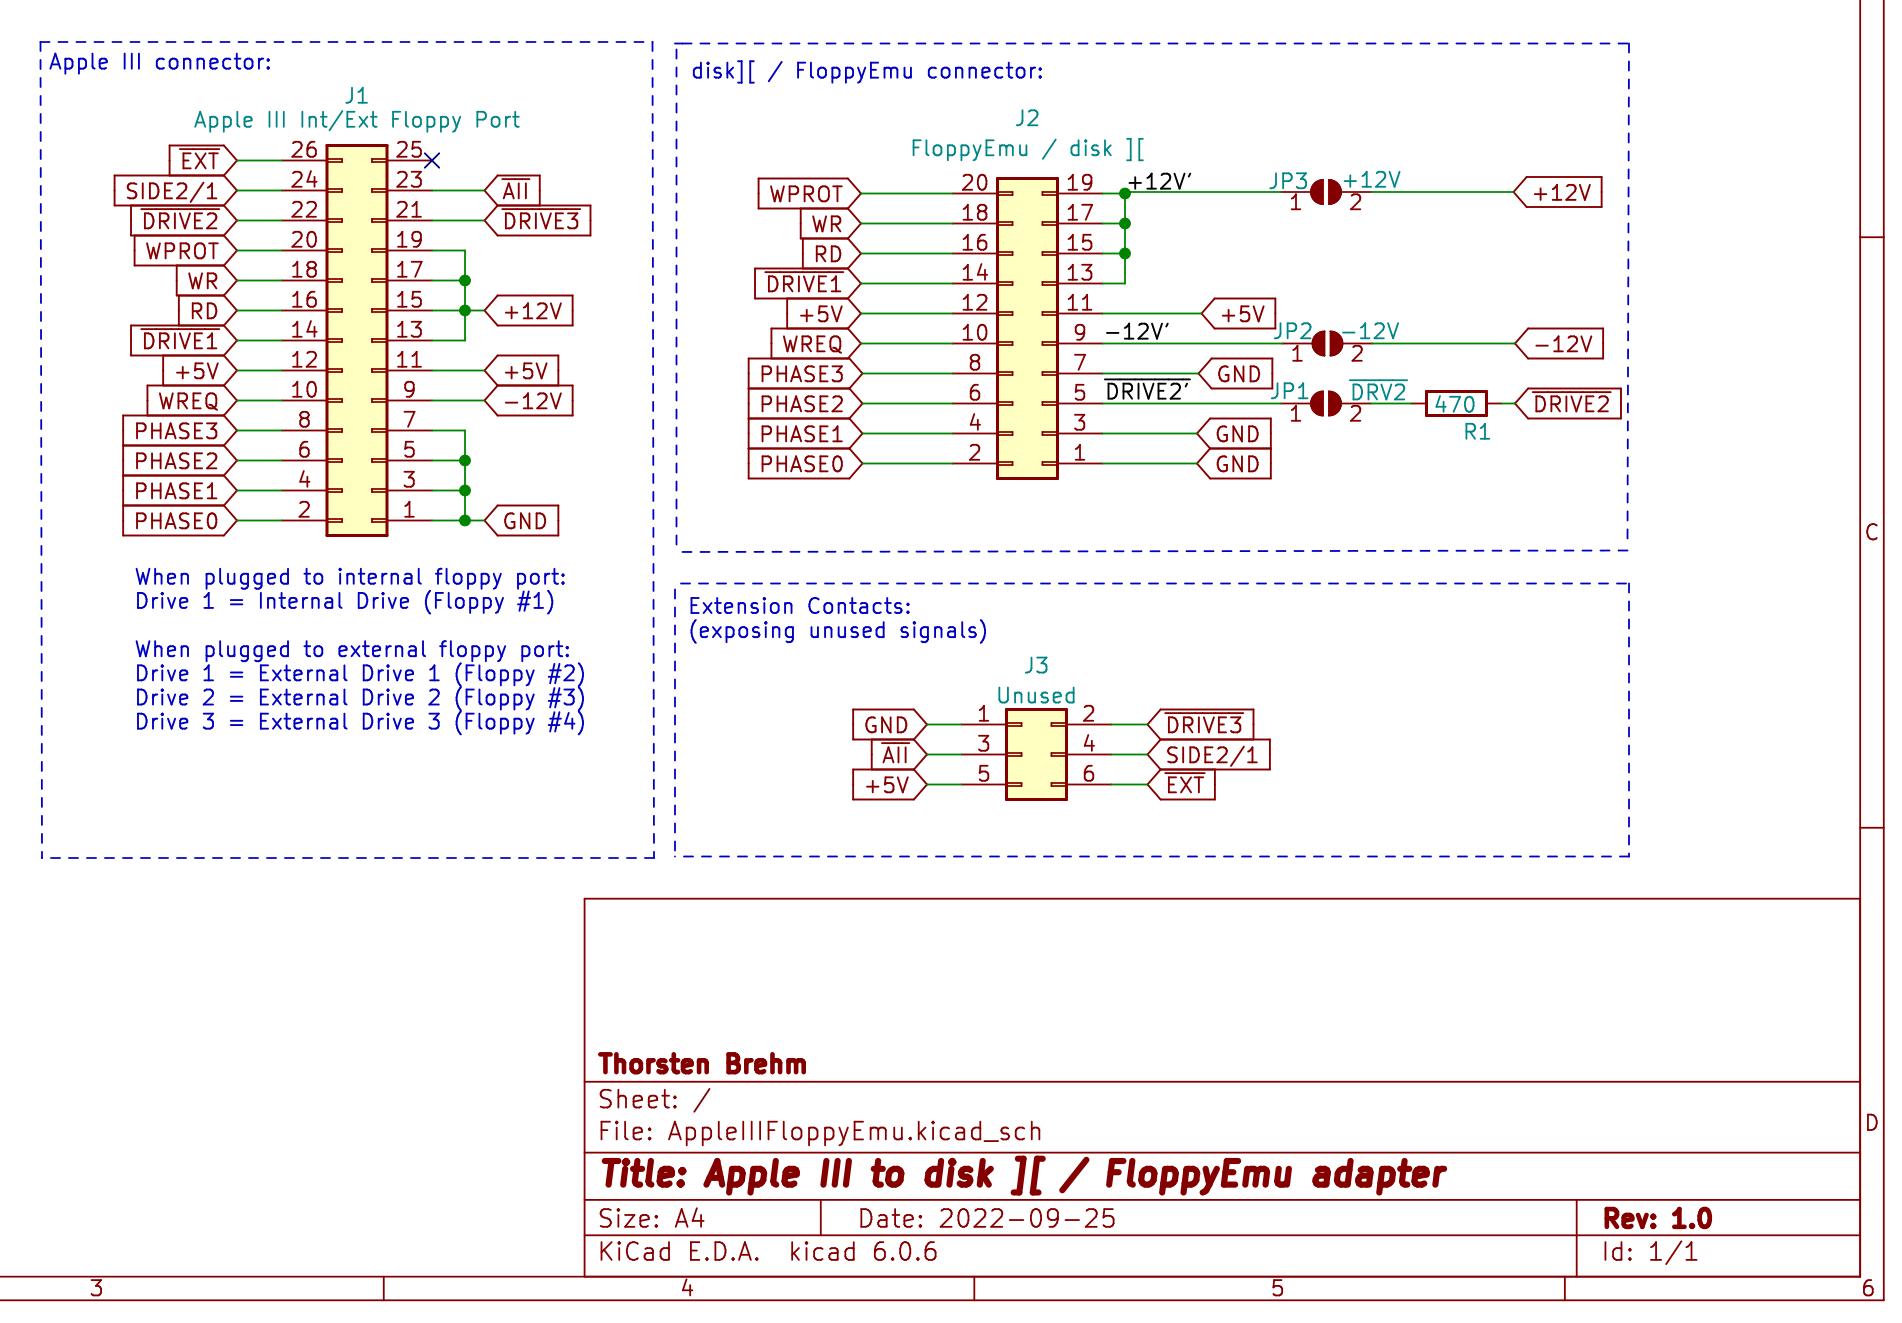 Apple III connector:
J1
Apple III Int/Ext Floppy Port
EXT 26 25
SIDE2/1 24 23 AII
DRIVE2 22 21 DRIVE3
WPROT 20 19
WR 18 17
RD 16 15 +12V
DRIVE1 14 13
+5V 12 11 +5V
WREQ 10 9 -12V
PHASE3 8 7
PHASE2 6 5
PHASE1 4 3
PHASE0 2 1 GND
When plugged to internal floppy port:
Drive 1 = Internal Drive (Floppy #1)
When plugged to external floppy port:
Drive 1 = External Drive 1 (Floppy #2)
Drive 2 = External Drive 2 (Floppy #3)
Drive 3 = External Drive 3 (Floppy #4)
disk][ / FloppyEmu connector:
J2
FloppyEmu / disk ][
WPROT 20 19 +12V' JP3 1 +12V 2 +12V
WR 18 17
RD 16 15
DRIVE1 14 13
+5V 12 11 +5V
WREQ 10 9 -12V' JP2 1 -12V 2 -12V
PHASE3 8 7 GND
PHASE2 6 5 DRIVE2' JP1 1 DRV2 2 470 R1 DRIVE2
PHASE1 4 3 GND
PHASE0 2 1 GND
Extension Contacts:
(exposing unused signals)
J3
Unused
GND 1 2 DRIVE3
AII 3 4 SIDE2/1
+5V 5 6 EXT
C
D
Thorsten Brehm
Sheet: /
File: AppleIIIFloppyEmu.kicad_sch
Title: Apple III to disk ][ / FloppyEmu adapter
Size: A4 Date: 2022-09-25 Rev: 1.0
KiCad E.D.A. kicad 6.0.6 Id: 1/1
3 4 5 6